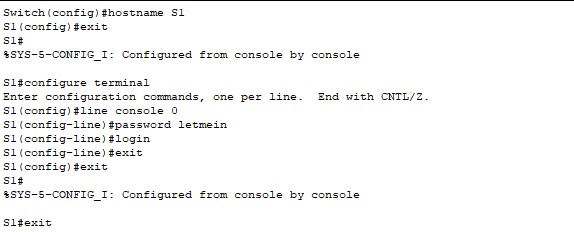 Switch(config)#hostname S1
S1(config)#exit
S1#
%SYS-5-CONFIG_I: Configured from console by console
S1#configure terminal
Enter configuration commands, one per line.  End with CNTL/Z.
S1(config)#line console 0
S1(config-line)#password letmein
S1(config-line)#login
S1(config-line)#exit
S1(config)#exit
S1#
%SYS-5-CONFIG_I: Configured from console by console
S1#exit